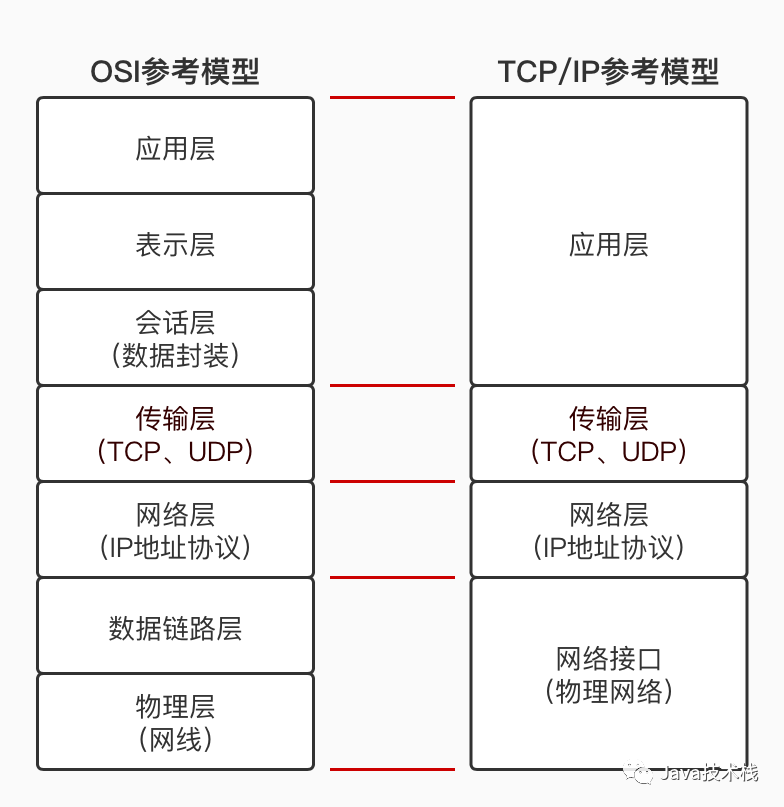 OSI参考模型
应用层
表示层
会话层
（数据封装）
传输层
（TCP、UDP）
网络层
（IP地址协议）
数据链路层
物理层
（网线）
TCP/IP参考模型
应用层
传输层
（TCP、UDP）
网络层
（IP地址协议）
网络接口
（物理网络）
Java技术栈